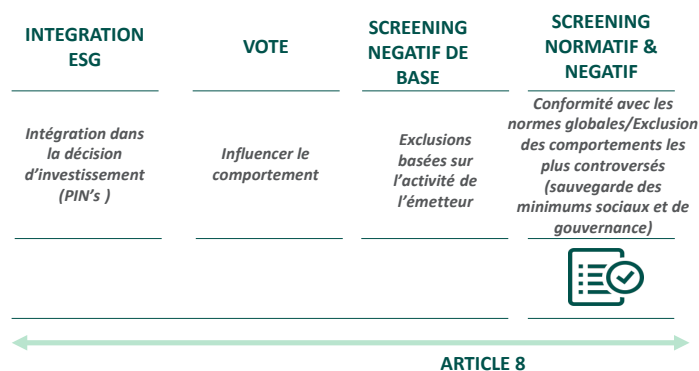 INTEGRATION
ESG
VOTE
SCREENING
NEGATIF DE
BASE
SCREENING
NORMATIF &
NEGATIF
Intégration dans
la décision
d'investissement
(PIN's )
Influencer le
comportement
Exclusions
basées sur
l'activité de
l'émetteur
Conformité avec les
normes globales/Exclusion
des comportements les
plus controversés
(sauvegarde des
minimums sociaux et de
gouvernance)
ARTICLE 8